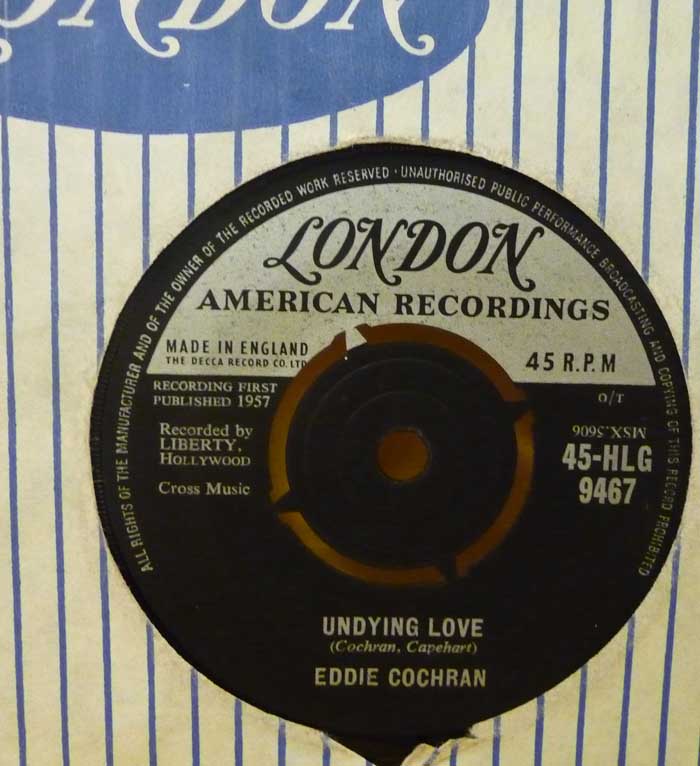 LONDON
ALL RIGHTS OF THE MANUFACTURER AND OF THE OWNER OF THE RECORDED WORK RESERVED · UNAUTHORISED PUBLIC PERFORMANCE BROADCASTING AND COPYING OF THIS RECORD PROHIBITED
LONDON
AMERICAN RECORDINGS
MADE IN ENGLAND
THE DECCA RECORD CO. LTD
45 R.P.M
RECORDING FIRST
PUBLISHED 1957
O/T
Recorded by
LIBERTY,
HOLLYWOOD
Cross Music
MSX.5606
45-HLG
9467
UNDYING LOVE
(Cochran, Capehart)
EDDIE COCHRAN